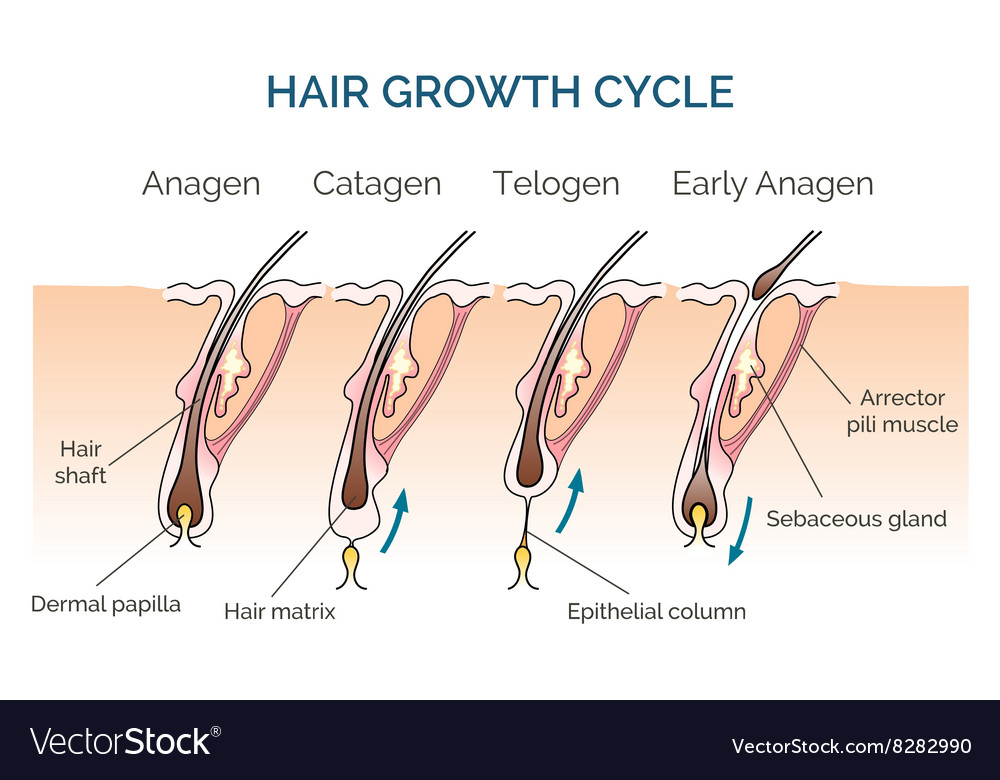 HAIR GROWTH CYCLE
Anagen
Catagen
Telogen
Early Anagen
Hair
shaft
Arrector
pili muscle
Sebaceous gland
Dermal papilla
Hair matrix
Epithelial column
VectorStock®
VectorStock.com/8282990